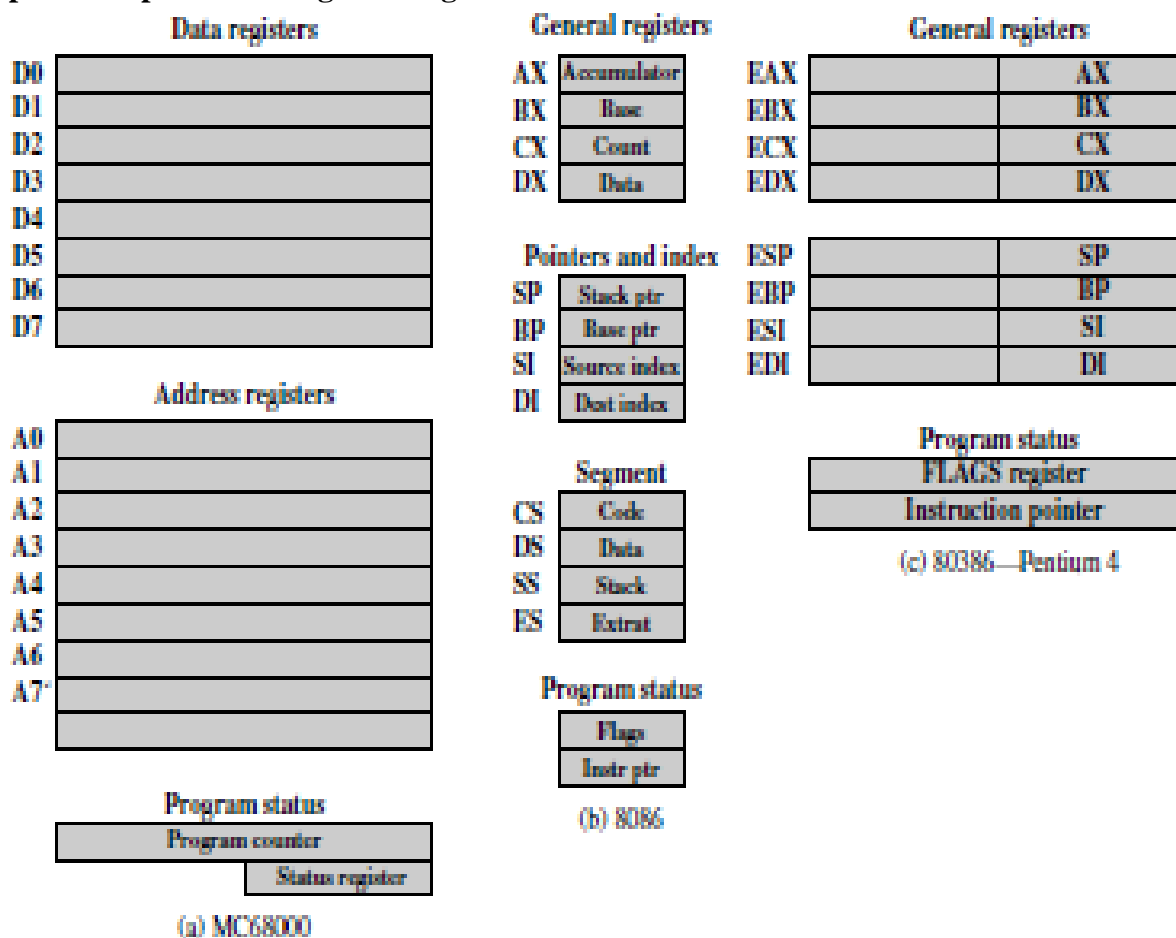 Data registers
D0
D1
D2
D3
D4
D5
D6
D7
Address registers
A0
A1
A2
A3
A4
A5
A6
A7'
Program status
Program counter
Status register
(a) MC68000
General registers
AX Accumulator
BX Base
CX Count
DX Data
Pointers and index
SP Stack ptr
BP Base ptr
SI Source index
DI Dest index
Segment
CS Code
DS Data
SS Stack
ES Extrat
Program status
Flags
Instr ptr
(b) 8086
General registers
EAX AX
EBX BX
ECX CX
EDX DX
ESP SP
EBP BP
ESI SI
EDI DI
Program status
FLAGS register
Instruction pointer
(c) 80386—Pentium 4